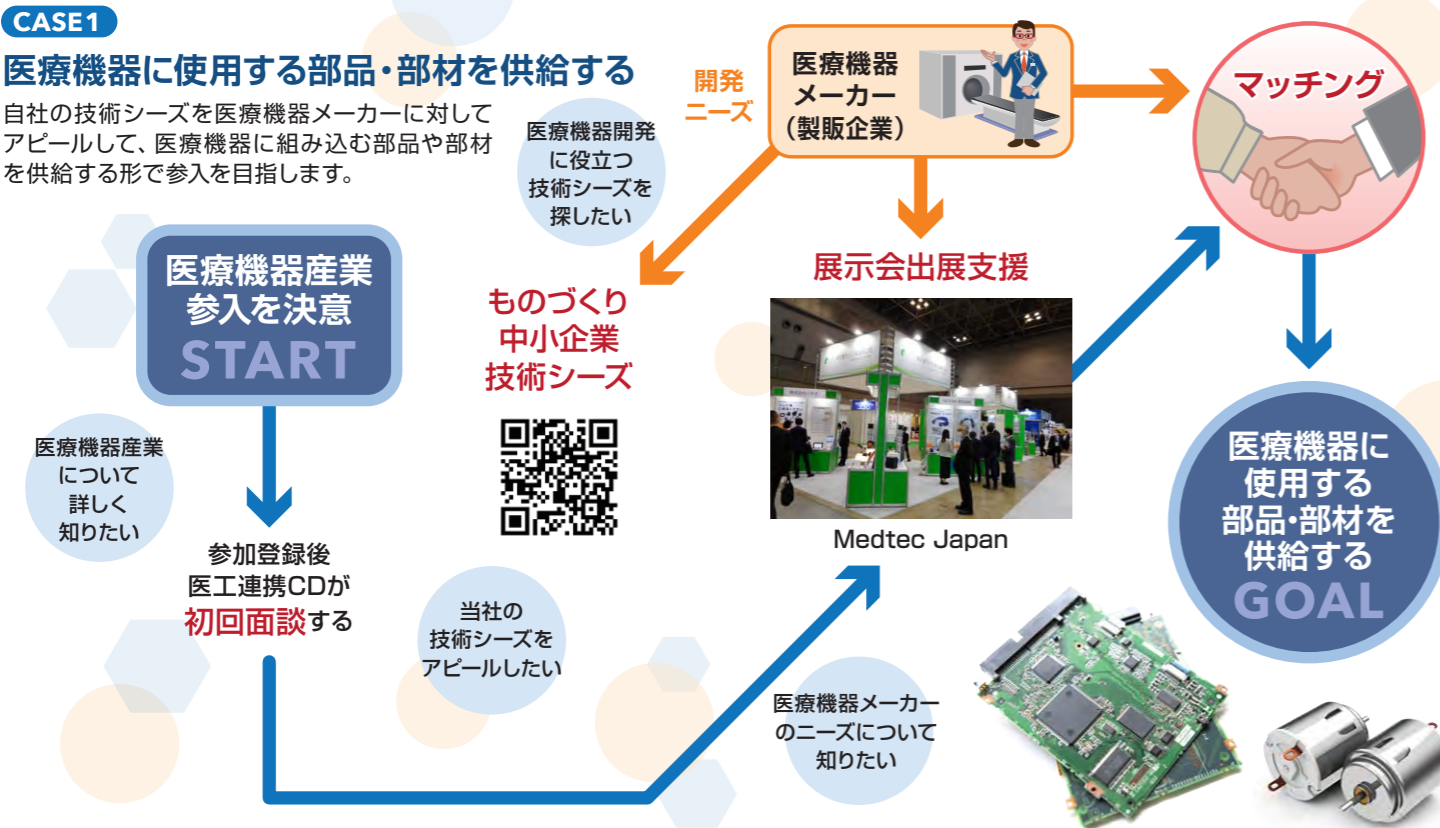 CASE1
医療機器に使用する部品・部材を供給する
自社の技術シーズを医療機器メーカーに対して
アピールして、医療機器に組み込む部品や部材
を供給する形で参入を目指します。
開発
ニーズ
医療機器
メーカー
（製販企業）
マッチング
医療機器開発
に役立つ
技術シーズを
探したい
医療機器産業
参入を決意
START
ものづくり
中小企業
技術シーズ
展示会出展支援
Medtec Japan
医療機器産業
について
詳しく
知りたい
参加登録後
医工連携CDが
初回面談する
当社の
技術シーズを
アピールしたい
医療機器メーカー
のニーズについて
知りたい
医療機器に
使用する
部品・部材を
供給する
GOAL